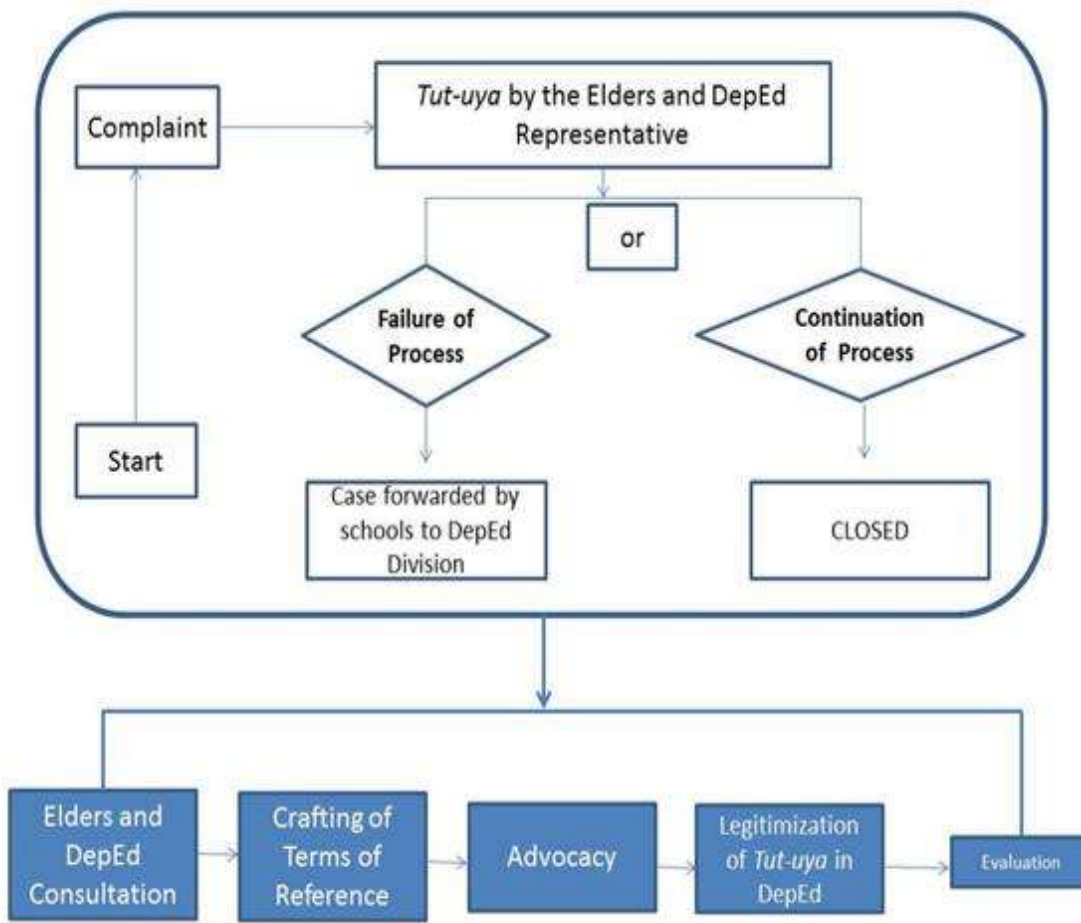 Complaint
Tut-uya by the Elders and DepEd
Representative
or
Failure of
Process
Continuation
of Process
Start
Case forwarded by
schools to DepEd
Division
CLOSED
Elders and
DepEd
Consultation
Crafting of
Terms of
Reference
Advocacy
Legitimization
of Tut-uya in
DepEd
Evaluation